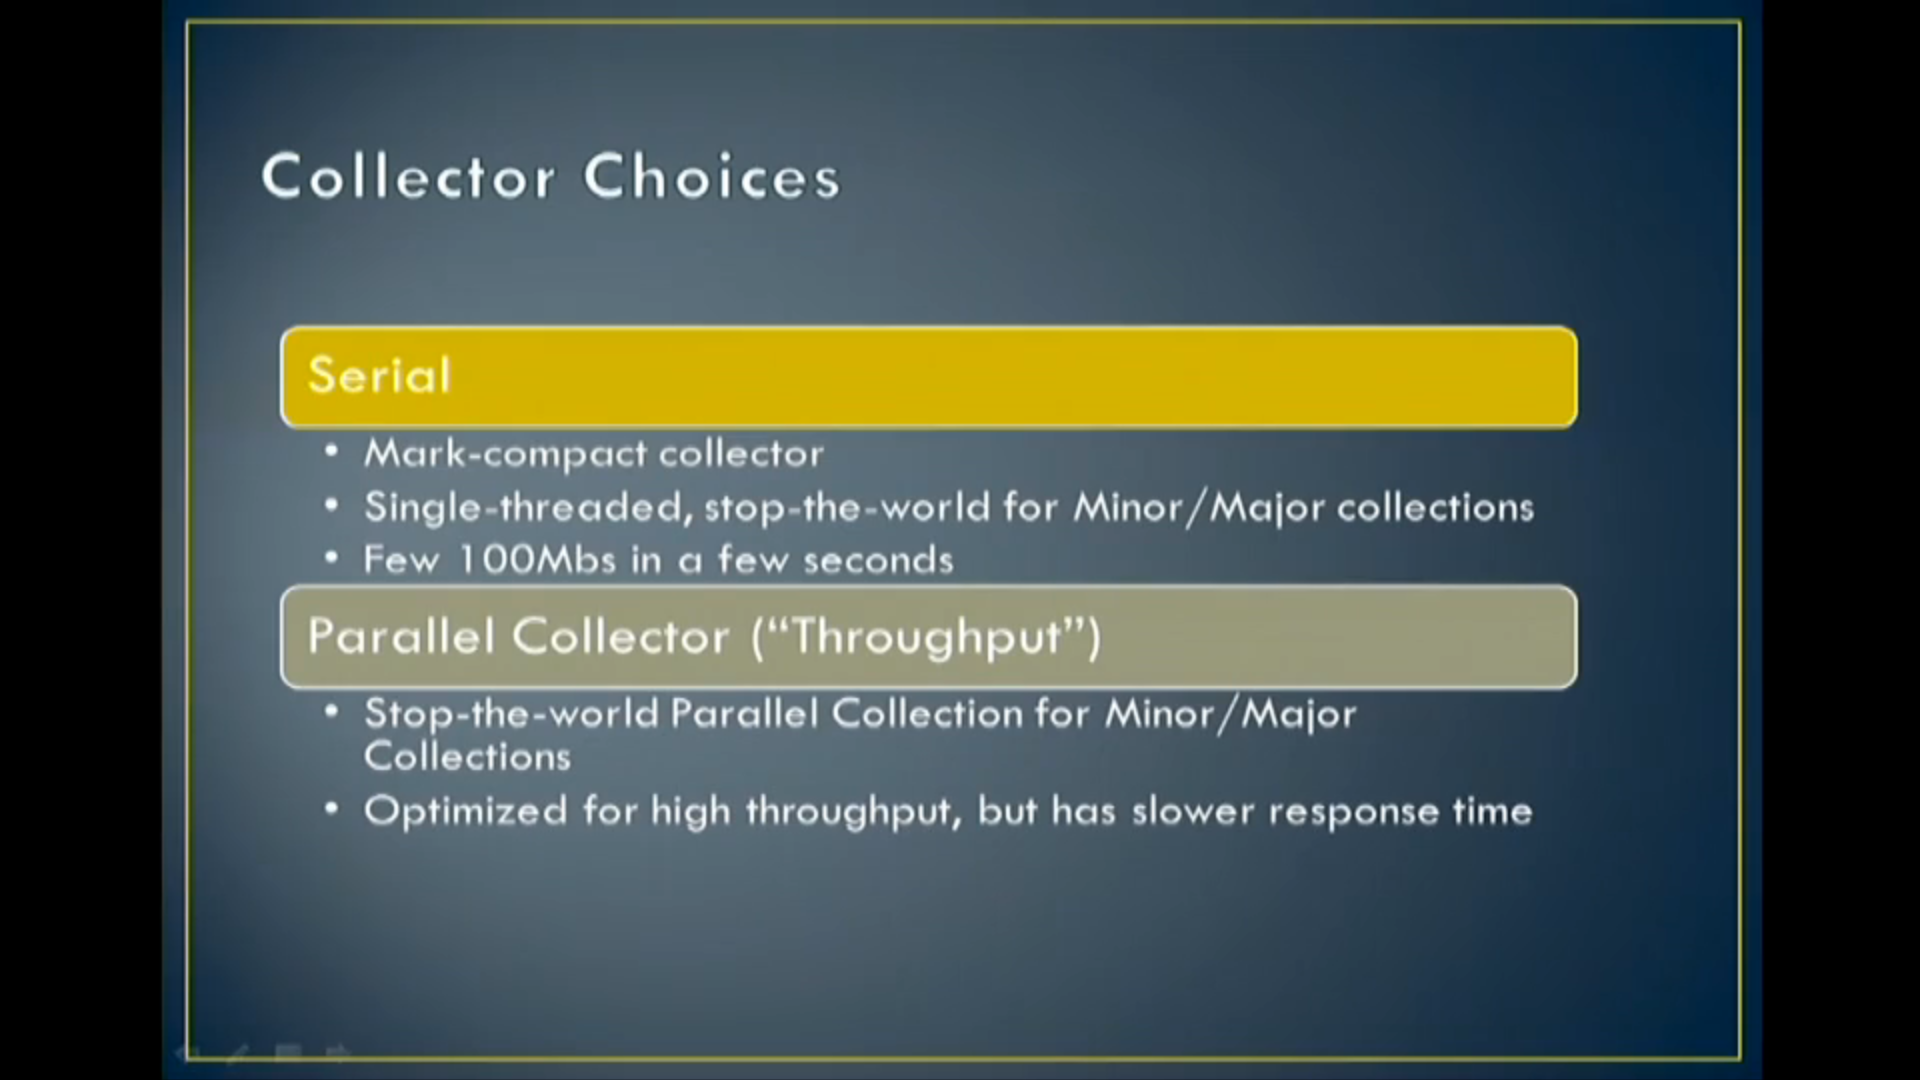 Collector Choices
Serial
• Mark-compact collector
• Single-threaded, stop-the-world for Minor/Major collections
• Few 100Mbs in a few seconds
Parallel Collector (“Throughput”)
• Stop-the-world Parallel Collection for Minor/Major
Collections
• Optimized for high throughput, but has slower response time